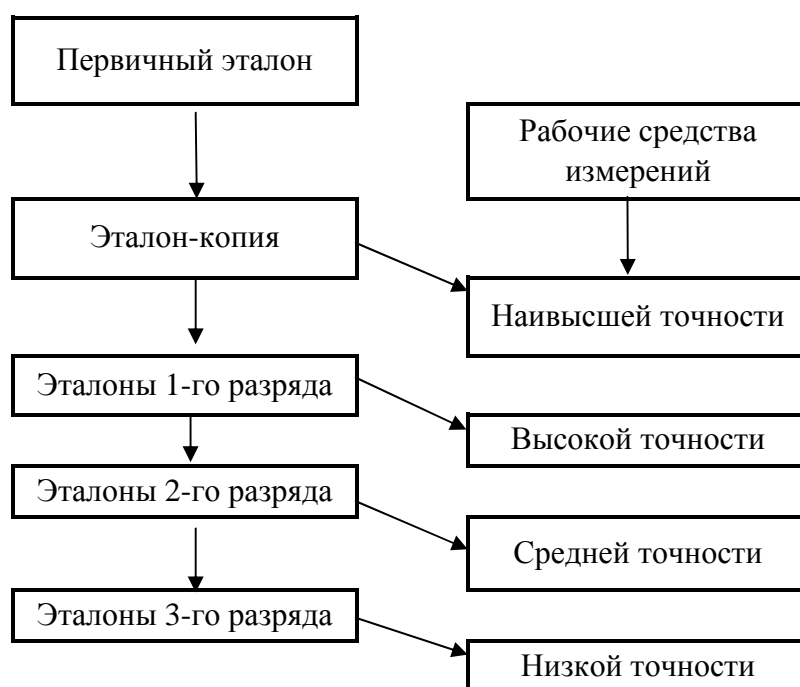 Первичный эталон
Рабочие средства
измерений
Эталон-копия
Наивысшей точности
Эталоны 1-го разряда
Высокой точности
Эталоны 2-го разряда
Средней точности
Эталоны 3-го разряда
Низкой точности